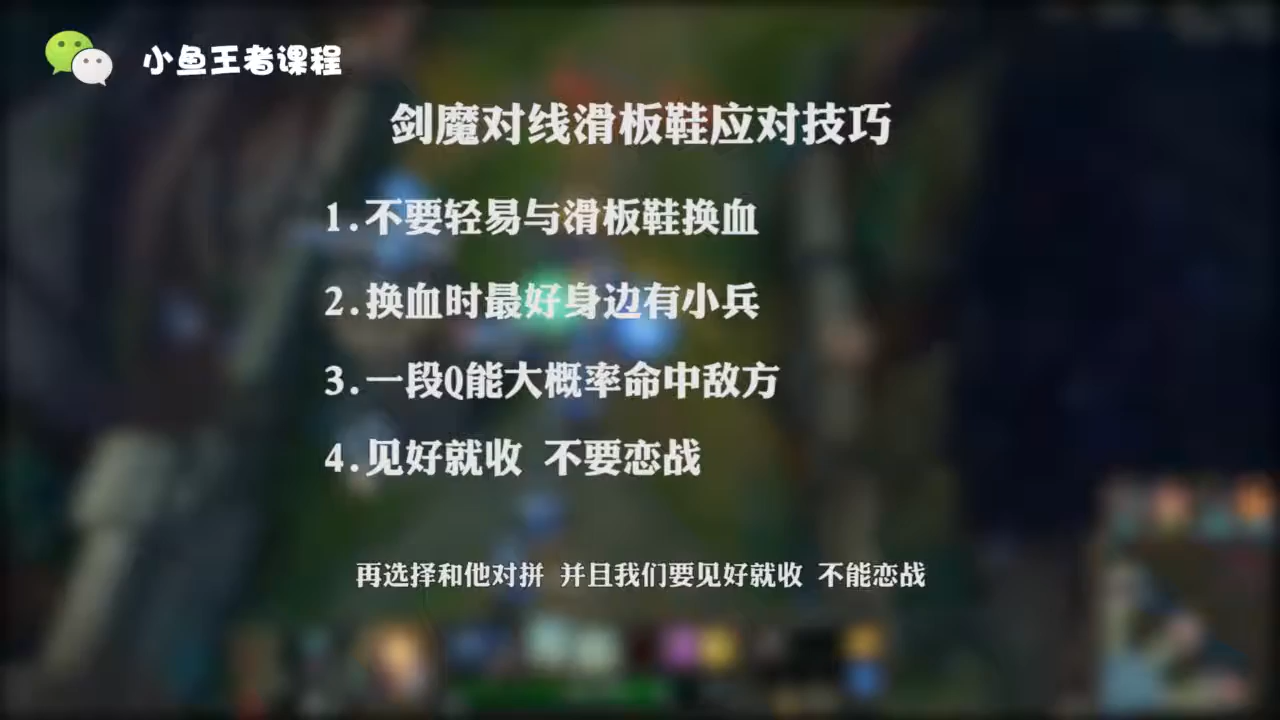 小鱼王者课程
剑魔对线滑板鞋应对技巧
1.不要轻易与滑板鞋换血
2.换血时最好身边有小兵
3.一段Q能大概率命中敌方
4.见好就收 不要恋战
再选择和他对拼 并且我们要见好就收 不能恋战